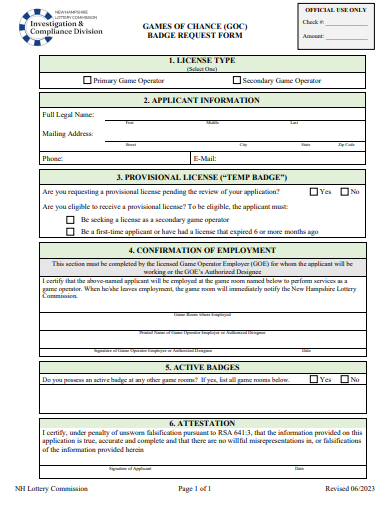 NEW HAMPSHIRE
LOTTERY COMMISSION
Investigation &
Compliance Division
GAMES OF CHANCE (GOC)
BADGE REQUEST FORM
OFFICIAL USE ONLY
Check #:
Amount:
1. LICENSE TYPE
(Select One)
Primary Game Operator
Secondary Game Operator
2. APPLICANT INFORMATION
Full Legal Name:
First Middle Last
Mailing Address:
Street City State Zip Code
Phone: E-Mail:
3. PROVISIONAL LICENSE (“TEMP BADGE”)
Are you requesting a provisional license pending the review of your application? Yes No
Are you eligible to receive a provisional license? To be eligible, the applicant must:
Be seeking a license as a secondary game operator
Be a first-time applicant or have had a license that expired 6 or more months ago
4. CONFIRMATION OF EMPLOYMENT
This section must be completed by the licensed Game Operator Employer (GOE) for whom the applicant will be
working or the GOE’s Authorized Designee
I certify that the above-named applicant will be employed at the game room named below to perform services as a
game operator. When he/she leaves employment, the game room will immediately notify the New Hampshire Lottery
Commission.
Game Room where Employed
Printed Name of Game Operator Employer or Authorized Designee
Signature of Game Operator Employer or Authorized Designee Date
5. ACTIVE BADGES
Do you possess an active badge at any other game rooms? If yes, list all game rooms below. Yes No
6. ATTESTATION
I certify, under penalty of unsworn falsification pursuant to RSA 641:3, that the information provided on this
application is true, accurate and complete and that there are no willful misrepresentations in, or falsifications
of the information provided herein
Signature of Applicant Date
NH Lottery Commission Page 1 of 1 Revised 06/2023